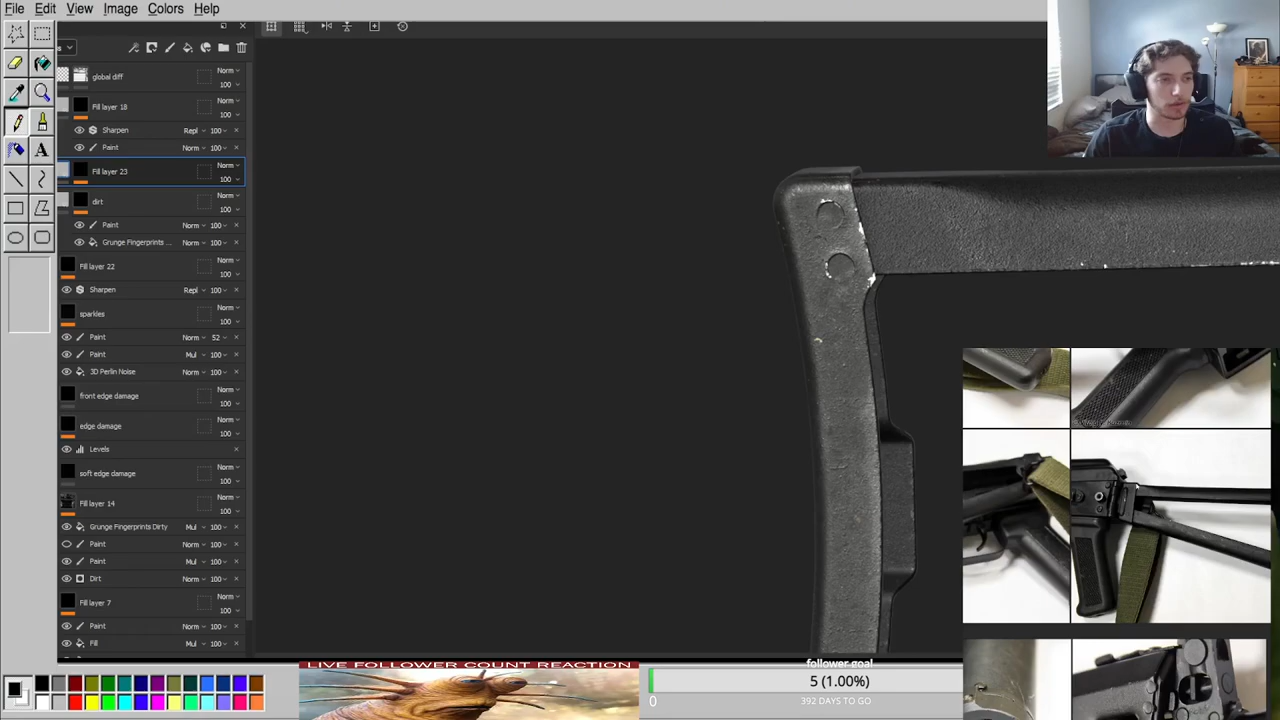 File Edit View Image Colors Help
s
global diff Norm 100
Fill layer 18 Norm 100
Sharpen Repl 100
Paint Norm 100
Fill layer 23 Norm 100
dirt Norm 100
Paint Norm 100
Grunge Fingerprints ... Norm 100
Fill layer 22 Norm 100
Sharpen Repl 100
sparkles Norm 100
Paint Norm 52
Paint Mul 100
3D Perlin Noise Norm 100
front edge damage Norm 100
edge damage Norm 100
Levels
soft edge damage Norm 100
Fill layer 14 Norm 100
Grunge Fingerprints Dirty Mul 100
Paint Norm 100
Paint Mul 100
Dirt Norm 100
Fill layer 7 Norm 100
Paint Norm 100
Fill Mul 100
A
LIVE FOLLOWER COUNT REACTION
follower goal
5 (1.00%)
0
392 DAYS TO GO